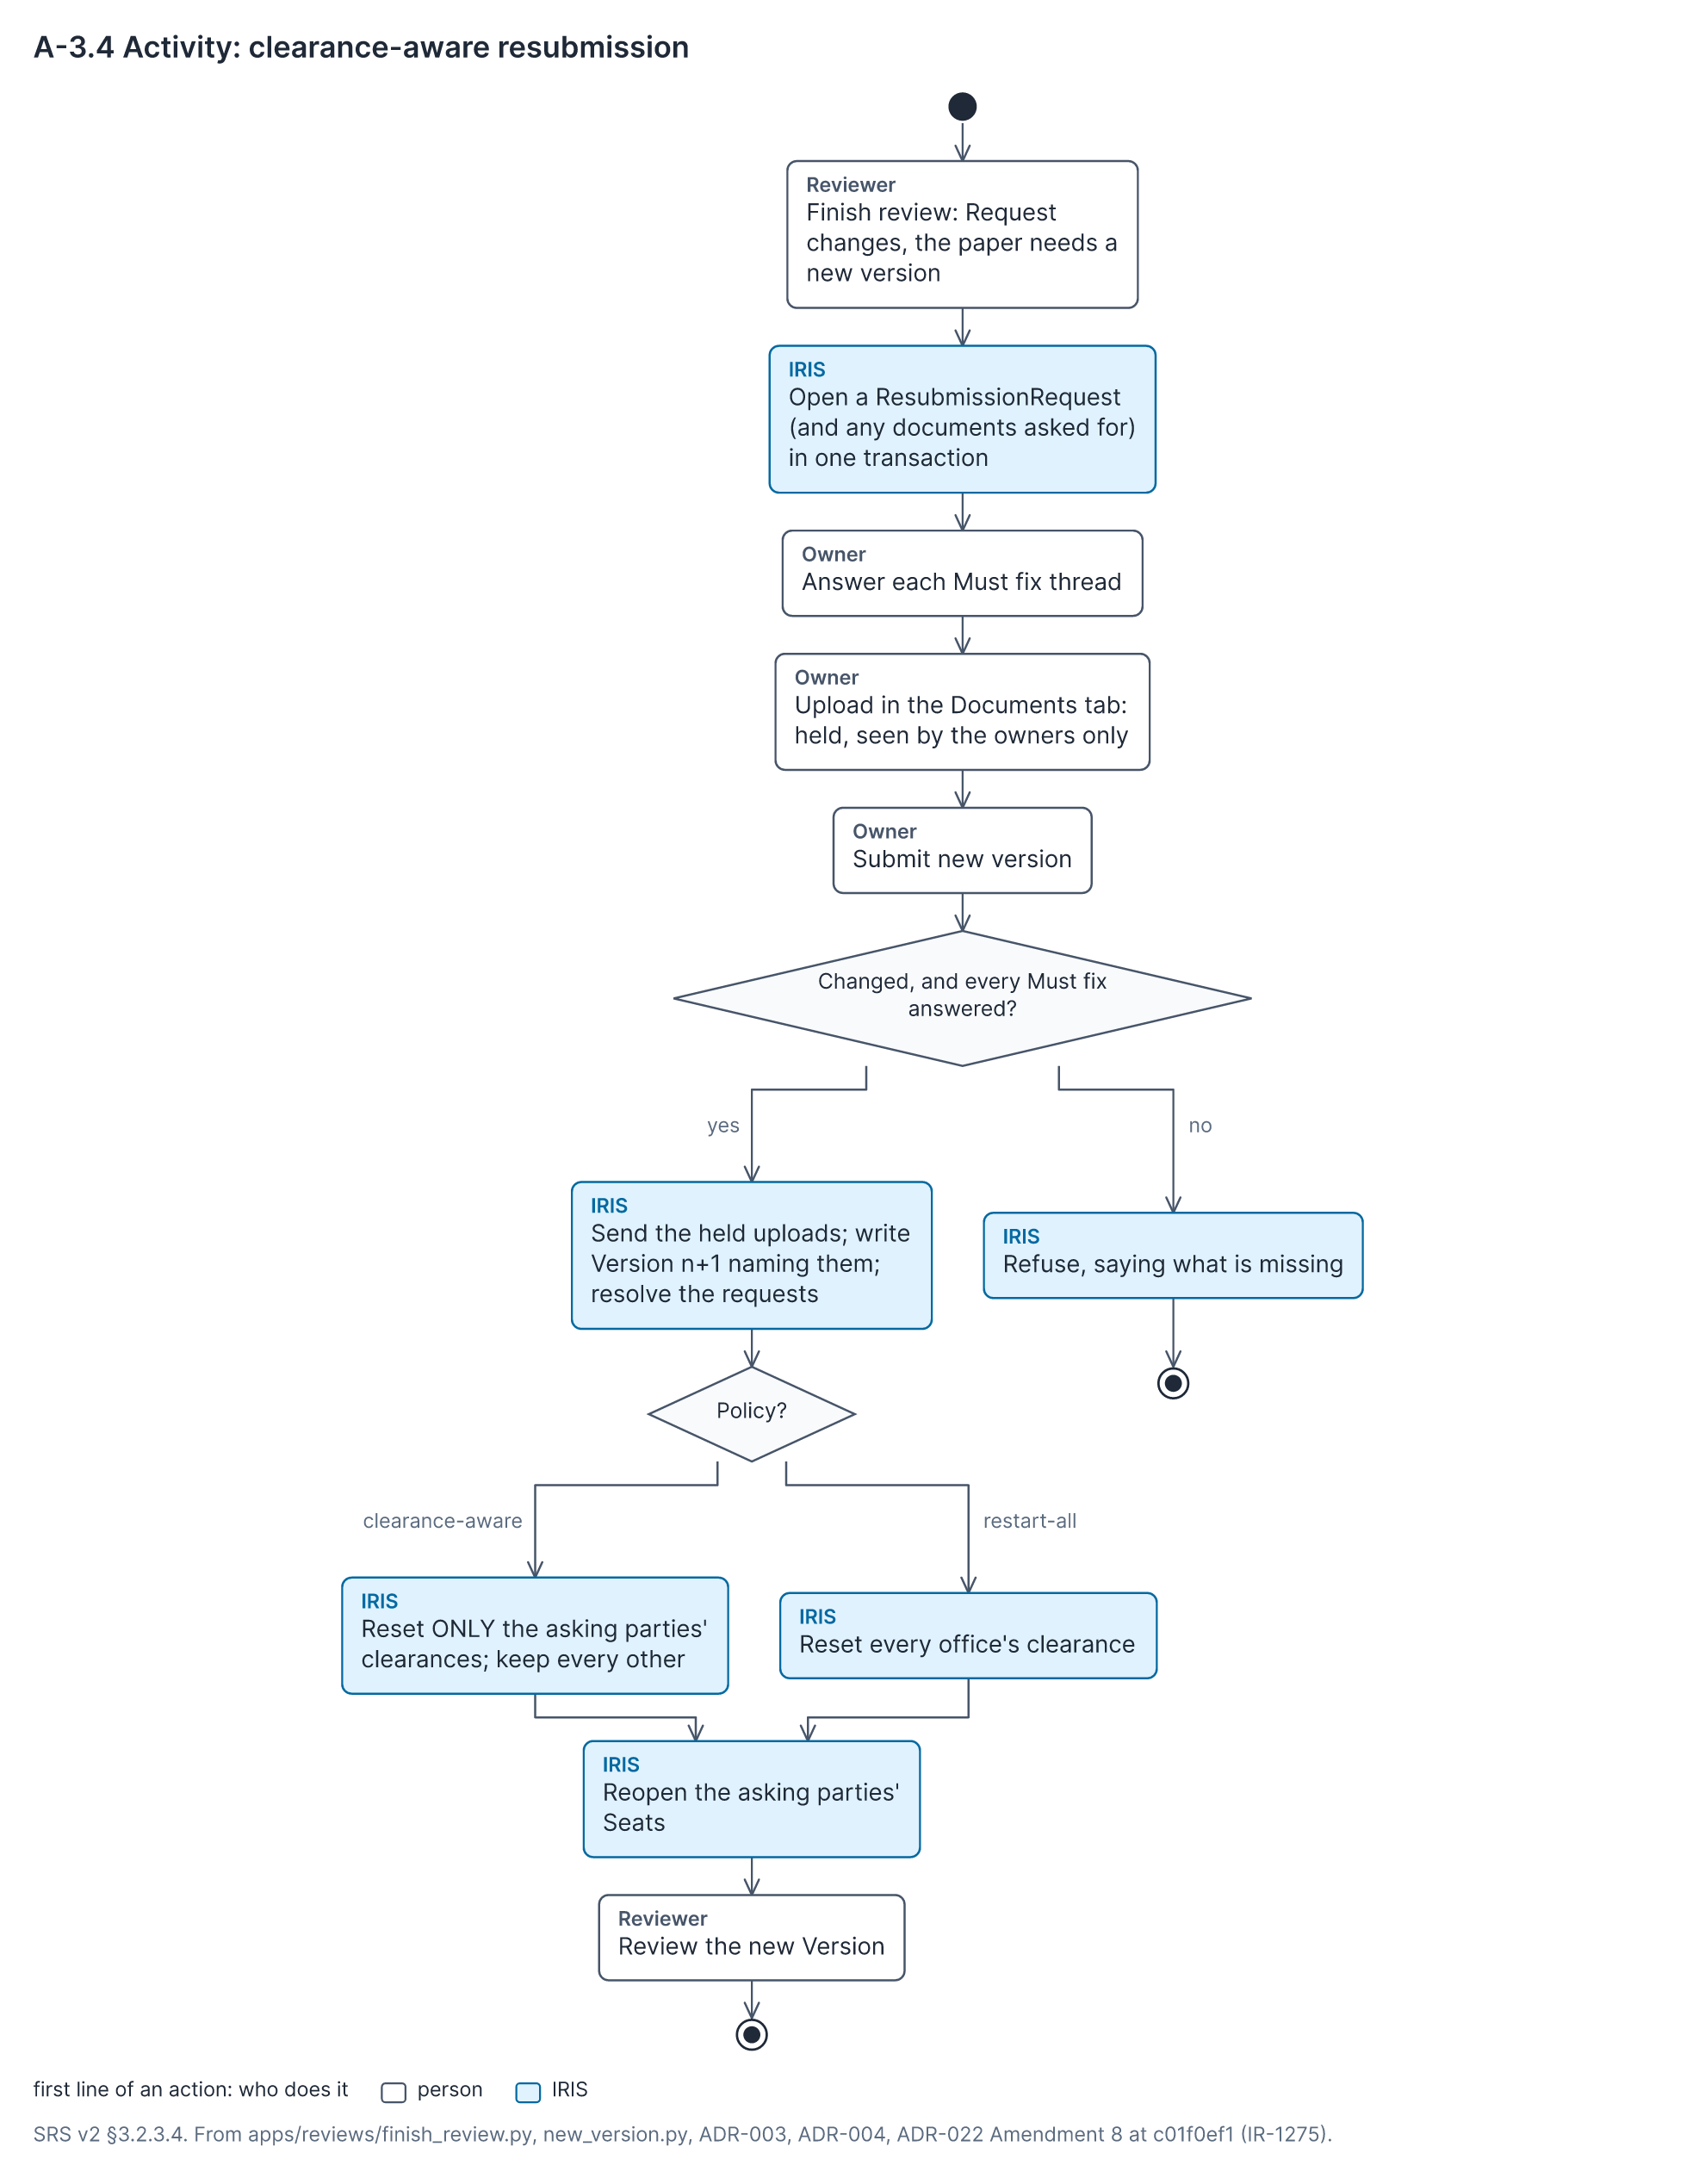 A-3.4 Activity: clearance-aware resubmission
Reviewer
Finish review: Request
changes, the paper needs a
new version
IRIS
Open a ResubmissionRequest
(and any documents asked for)
in one transaction
Owner
Answer each Must fix thread
Owner
Upload in the Documents tab:
held, seen by the owners only
Owner
Submit new version
Changed, and every Must fix
answered?
yes
no
IRIS
Send the held uploads; write
Version n+1 naming them;
resolve the requests
IRIS
Refuse, saying what is missing
Policy?
clearance-aware
restart-all
IRIS
Reset ONLY the asking parties'
clearances; keep every other
IRIS
Reset every office's clearance
IRIS
Reopen the asking parties'
Seats
Reviewer
Review the new Version
first line of an action: who does it
person
IRIS
SRS v2 §3.2.3.4. From apps/reviews/finish_review.py, new_version.py, ADR-003, ADR-004, ADR-022 Amendment 8 at c01f0ef1 (IR-1275).